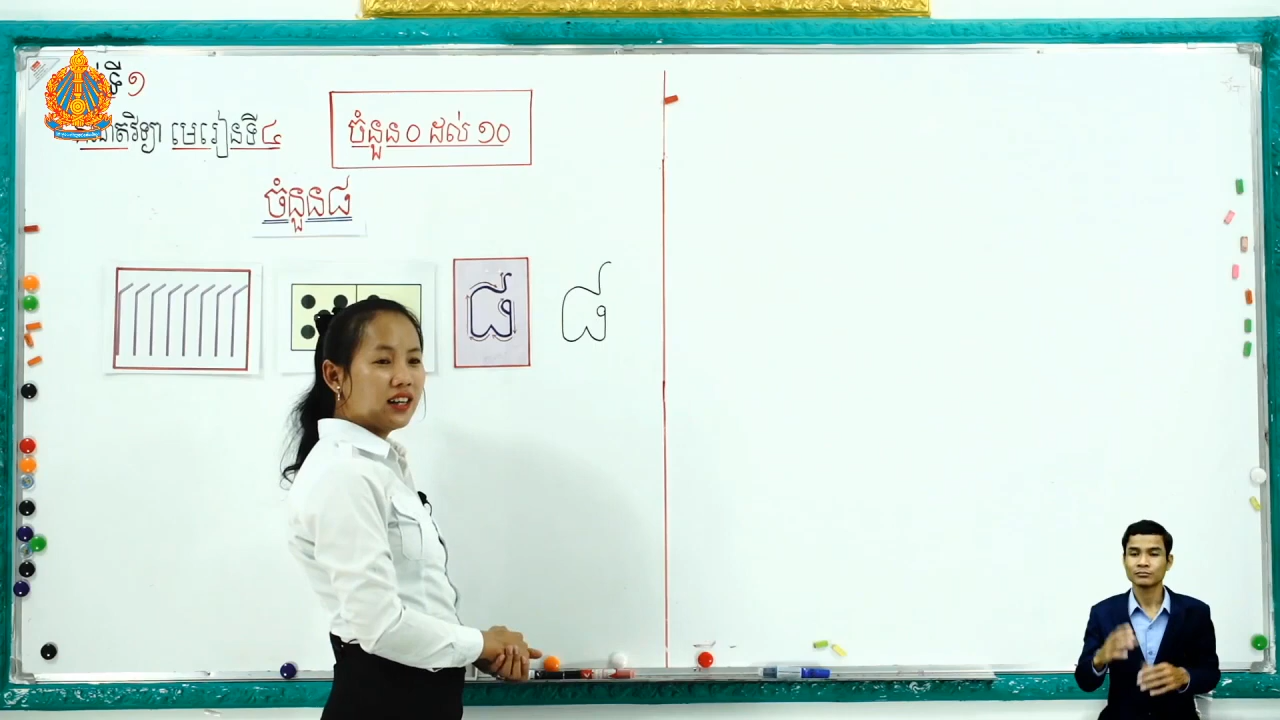 ទី១
គណិតវិទ្យា មេរៀនទី៤
ចំនួន០ ដល់ ១០
ចំនួន៨
៨ ៨